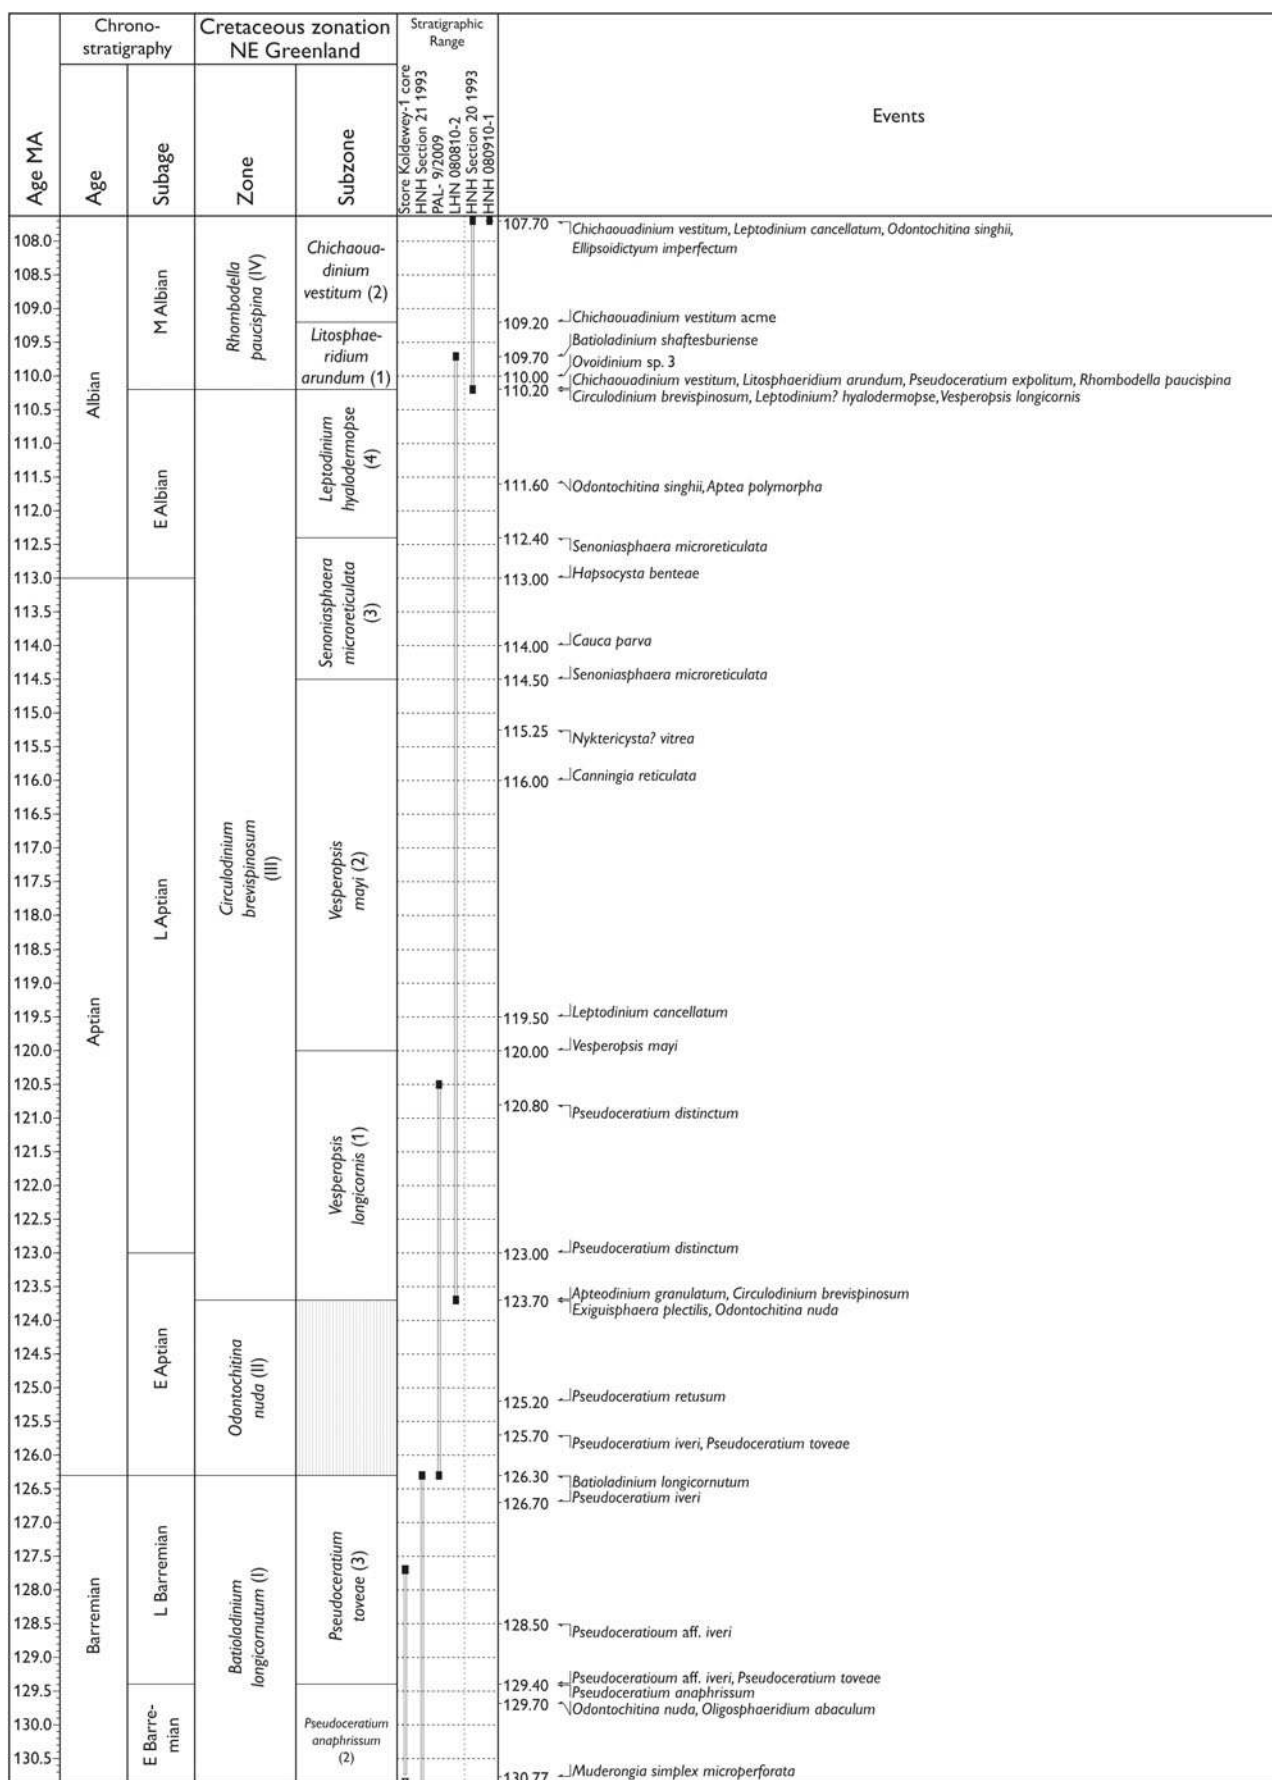 Chrono-
stratigraphy
Cretaceous zonation
NE Greenland
Stratigraphic
Range
Age MA
Age
Subage
Zone
Subzone
Store Koldewey-1 core
HNH Section 21 1993
PAL- 9/2009
LHN 080810-2
HNH Section 20 1993
HNH 080910-1
Events
108.0
108.5
109.0
109.5
110.0
110.5
111.0
111.5
112.0
112.5
113.0
113.5
114.0
114.5
115.0
115.5
116.0
116.5
117.0
117.5
118.0
118.5
119.0
119.5
120.0
120.5
121.0
121.5
122.0
122.5
123.0
123.5
124.0
124.5
125.0
125.5
126.0
126.5
127.0
127.5
128.0
128.5
129.0
129.5
130.0
130.5
Albian
Aptian
Barremian
M Albian
E Albian
L Aptian
E Aptian
L Barremian
E Barre-
mian
Rhombodella
paucispina (IV)
Circulodinium
brevispinosum
(III)
Odontochitina
nuda (II)
Batioladinium
longicornutum (I)
Chichaoua-
dinium
vestitum (2)
Litosphae-
ridium
arundum (1)
Leptodinium
hyalodermopse
(4)
Senoniasphaera
microreticulata
(3)
Vesperopsis
mayi (2)
Vesperopsis
longicornis (1)
Pseudoceratium
toveae (3)
Pseudoceratium
anaphrissum
(2)
107.70 Chichaouadinium vestitum, Leptodinium cancellatum, Odontochitina singhii,
Ellipsoidictyum imperfectum
109.20 Chichaouadinium vestitum acme
109.70 Batioladinium shaftesburiense
110.00 Ovoidinium sp. 3
110.20 Chichaouadinium vestitum, Litosphaeridium arundum, Pseudoceratium expolitum, Rhombodella paucispina
Circulodinium brevispinosum, Leptodinium? hyalodermopse, Vesperopsis longicornis
111.60 Odontochitina singhii, Aptea polymorpha
112.40 Senoniasphaera microreticulata
113.00 Hapsocysta benteae
114.00 Cauca parva
114.50 Senoniasphaera microreticulata
115.25 Nyktericysta? vitrea
116.00 Canningia reticulata
119.50 Leptodinium cancellatum
120.00 Vesperopsis mayi
120.80 Pseudoceratium distinctum
123.00 Pseudoceratium distinctum
123.70 Apteodinium granulatum, Circulodinium brevispinosum
Exiguisphaera plectilis, Odontochitina nuda
125.20 Pseudoceratium retusum
125.70 Pseudoceratium iveri, Pseudoceratium toveae
126.30 Batioladinium longicornutum
126.70 Pseudoceratium iveri
128.50 Pseudoceratioum aff. iveri
129.40 Pseudoceratioum aff. iveri, Pseudoceratium toveae
Pseudoceratium anaphrissum
129.70 Odontochitina nuda, Oligosphaeridium abaculum
130.77 Muderongia simplex microperforata